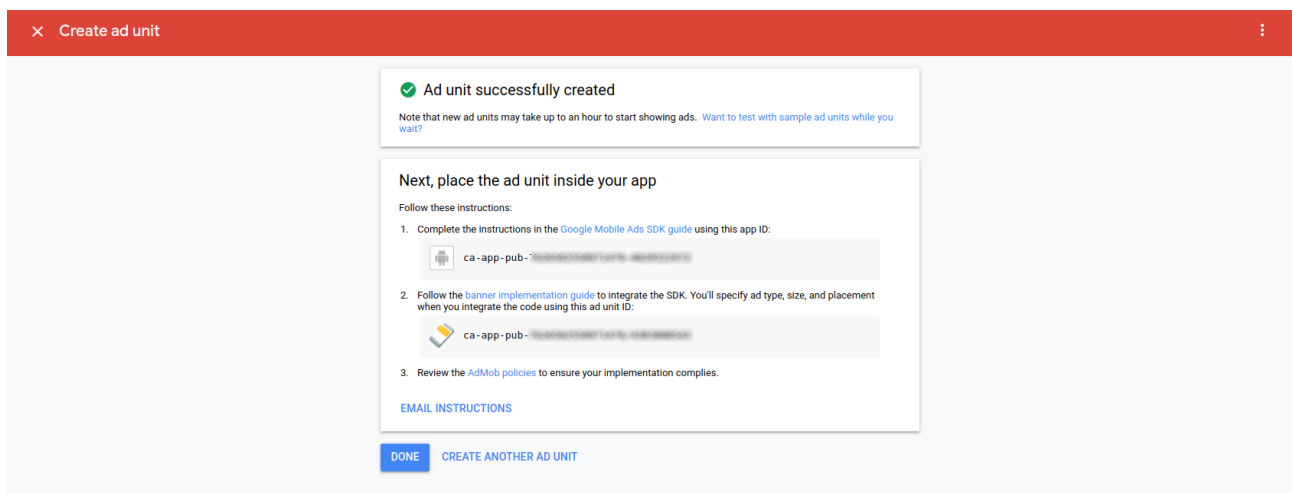 Create ad unit
Ad unit successfully created
Note that new ad units may take up to an hour to start showing ads. Want to test with sample ad units while you
wait?
Next, place the ad unit inside your app
Follow these instructions:
1. Complete the instructions in the Google Mobile Ads SDK guide using this app ID:
ca-app-pub-
2. Follow the banner implementation guide to integrate the SDK. You'll specify ad type, size, and placement
when you integrate the code using this ad unit ID:
ca-app-pub-
3. Review the AdMob policies to ensure your implementation complies.
EMAIL INSTRUCTIONS
DONE
CREATE ANOTHER AD UNIT